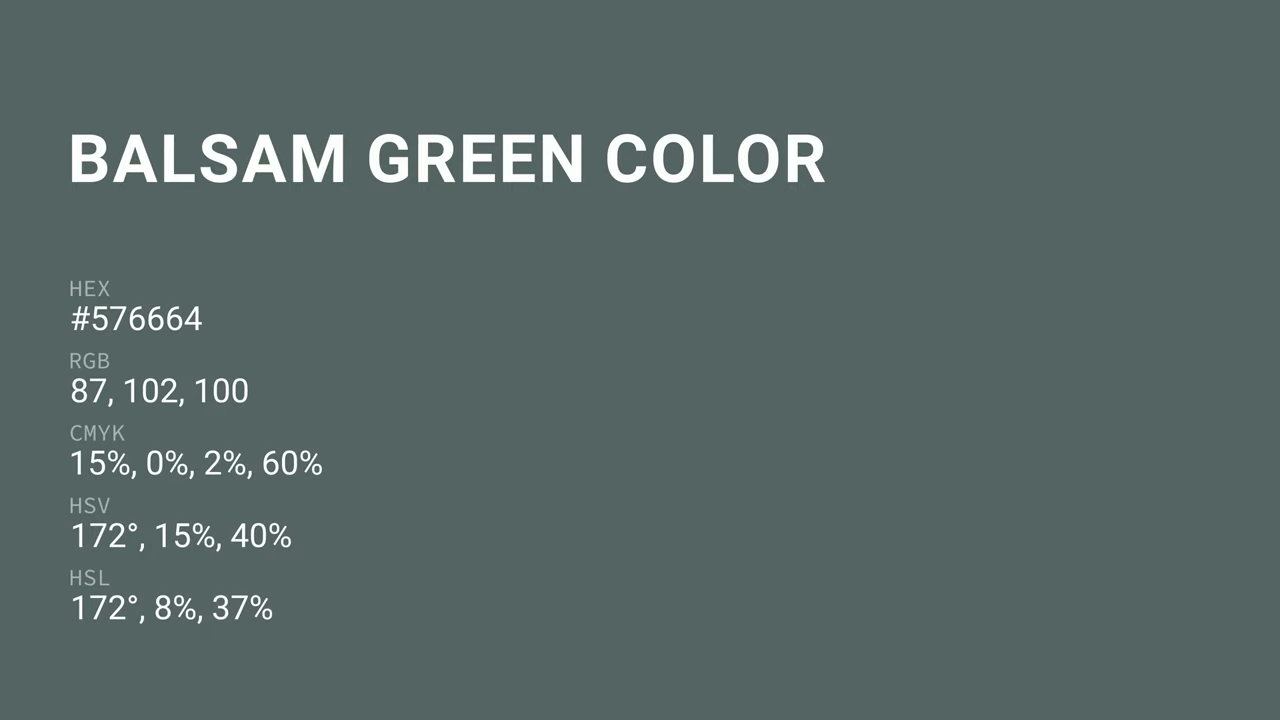 BALSAM GREEN COLOR
HEX
#576664
RGB
87, 102, 100
CMYK
15%, 0%, 2%, 60%
HSV
172°, 15%, 40%
HSL
172°, 8%, 37%